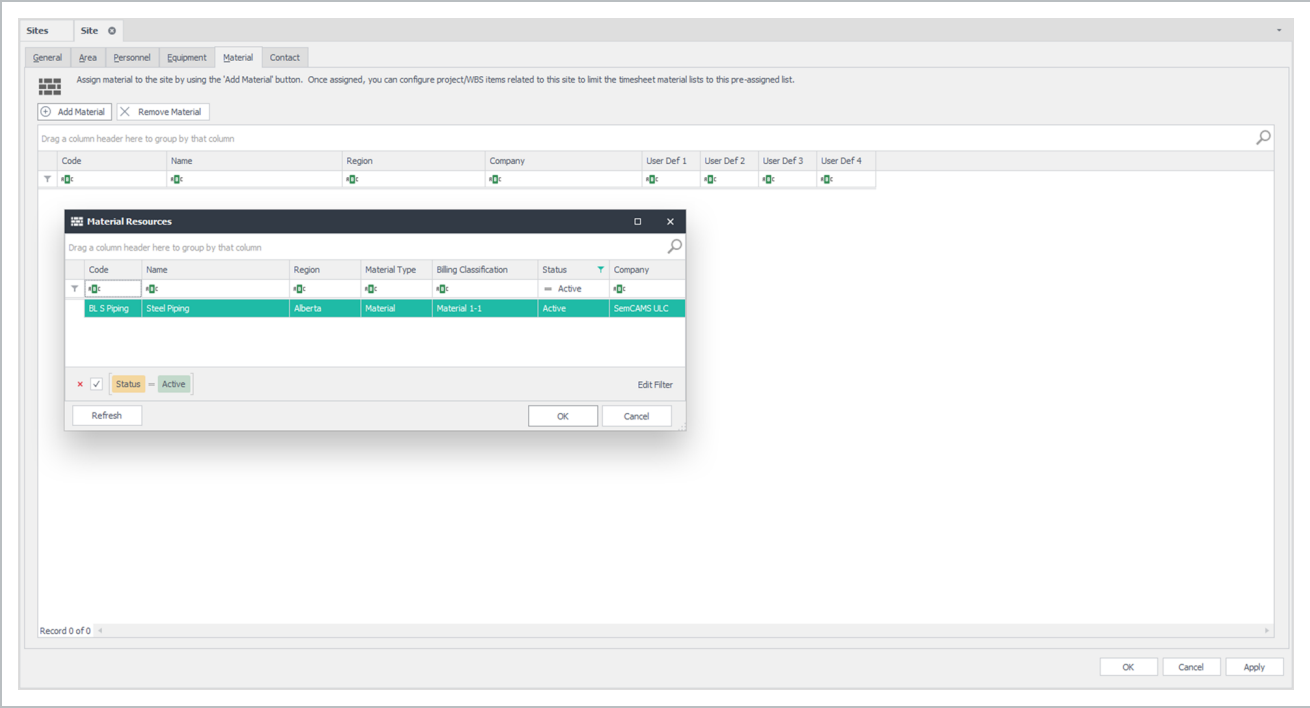 Sites Site
General Area Personnel Equipment Material Contact
Assign material to the site by using the 'Add Material' button. Once assigned, you can configure project/WBS items related to this site to limit the timesheet material lists to this pre-assigned list.
Add Material Remove Material
Drag a column header here to group by that column
Code Name Region Company User Def 1 User Def 2 User Def 3 User Def 4
Material Resources
Drag a column header here to group by that column
Code Name Region Material Type Billing Classification Status Company
= Active
BL S Piping Steel Piping Alberta Material Material 1-1 Active SemCAMS ULC
Status = Active Edit Filter
Refresh OK Cancel
Record 0 of 0
OK Cancel Apply